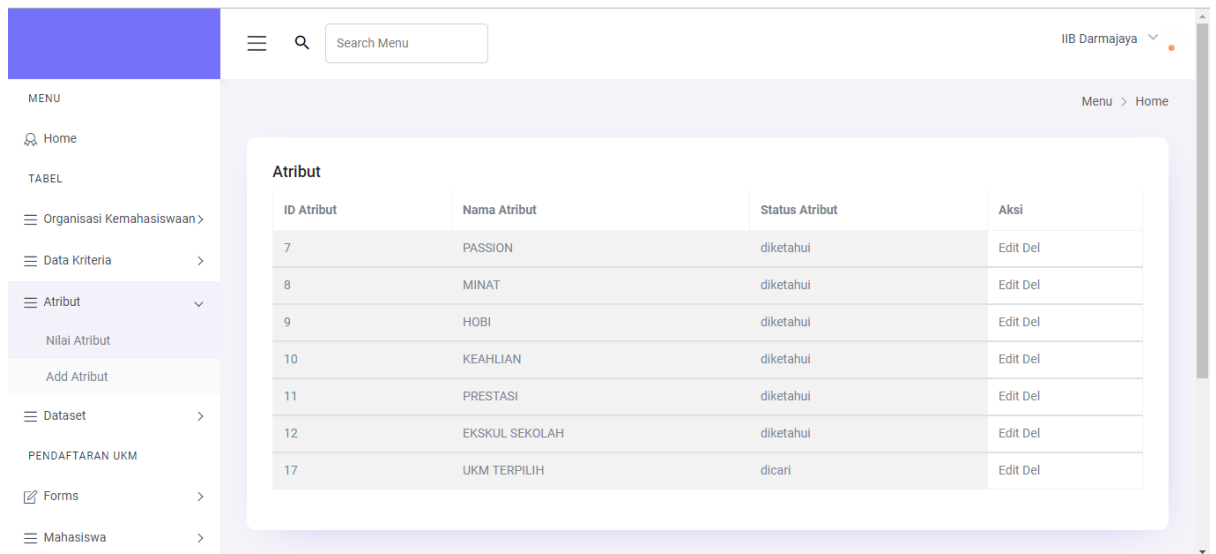 Search Menu
IIB Darmajaya
MENU
Menu > Home
Home
TABEL
Organisasi Kemahasiswaan
Data Kriteria
Atribut
Nilai Atribut
Add Atribut
Dataset
PENDAFTARAN UKM
Forms
Mahasiswa
Atribut
ID Atribut Nama Atribut Status Atribut Aksi
7 PASSION diketahui Edit Del
8 MINAT diketahui Edit Del
9 HOBI diketahui Edit Del
10 KEAHLIAN diketahui Edit Del
11 PRESTASI diketahui Edit Del
12 EKSKUL SEKOLAH diketahui Edit Del
17 UKM TERPILIH dicari Edit Del